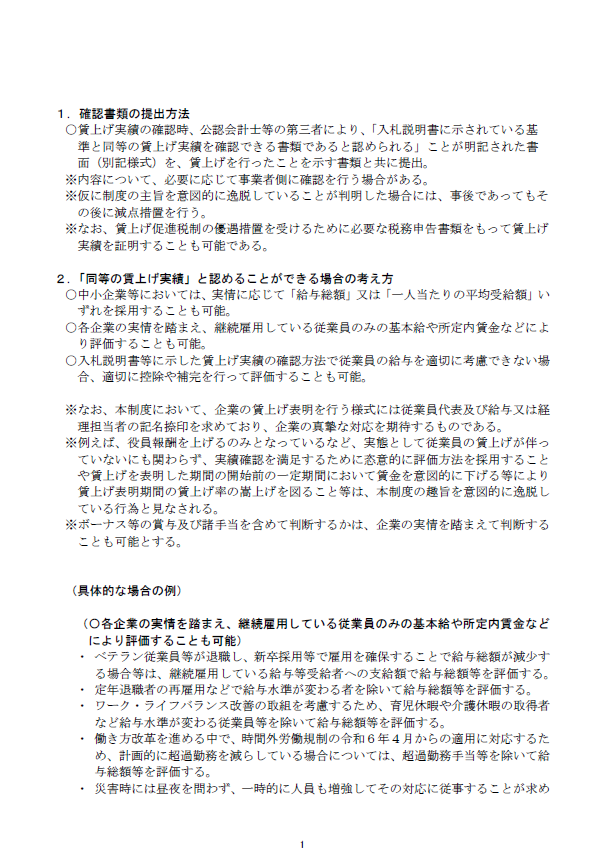 １．確認書類の提出方法
○賃上げ実績の確認時、公認会計士等の第三者により、「入札説明書に示されている基
準と同等の賃上げ実績を確認できる書類であると認められる」ことが明記された書
面（別記様式）を、賃上げを行ったことを示す書類と共に提出。
※内容について、必要に応じて事業者側に確認を行う場合がある。
※仮に制度の主旨を意図的に逸脱していることが判明した場合には、事後であってもそ
の後に減点措置を行う。
※なお、賃上げ促進税制の優遇措置を受けるために必要な税務申告書類をもって賃上げ
実績を証明することも可能である。
２．「同等の賃上げ実績」と認めることができる場合の考え方
○中小企業等においては、実情に応じて「給与総額」又は「一人当たりの平均受給額」い
ずれを採用することも可能。
○各企業の実情を踏まえ、継続雇用している従業員のみの基本給や所定内賃金などによ
り評価することも可能。
○入札説明書等に示した賃上げ実績の確認方法で従業員の給与を適切に考慮できない場
合、適切に控除や補完を行って評価することも可能。
※なお、本制度において、企業の賃上げ表明を行う様式には従業員代表及び給与又は経
理担当者の記名捺印を求めており、企業の真摯な対応を期待するものである。
※例えば、役員報酬を上げるのみとなっているなど、実態として従業員の賃上げが伴っ
ていないにも関わらず、実績確認を満足するために恣意的に評価方法を採用すること
や賃上げを表明した期間の開始前の一定期間において賃金を意図的に下げる等により
賃上げ表明期間の賃上げ率の嵩上げを図ること等は、本制度の趣旨を意図的に逸脱し
ている行為と見なされる。
※ボーナス等の賞与及び諸手当を含めて判断するかは、企業の実情を踏まえて判断する
ことも可能とする。
（具体的な場合の例）
（○各企業の実情を踏まえ、継続雇用している従業員のみの基本給や所定内賃金など
により評価することも可能）
・ ベテラン従業員等が退職し、新卒採用等で雇用を確保することで給与総額が減少す
る場合等は、継続雇用している給与等受給者への支給額で給与総額等を評価する。
・ 定年退職者の再雇用などで給与水準が変わる者を除いて給与総額等を評価する。
・ ワーク・ライフバランス改善の取組を考慮するため、育児休暇や介護休暇の取得者
など給与水準が変わる従業員等を除いて給与総額等を評価する。
・ 働き方改革を進める中で、時間外労働規制の令和６年４月からの適用に対応するた
め、計画的に超過勤務を減らしている場合については、超過勤務手当等を除いて給
与総額等を評価する。
・ 災害時には昼夜を問わず、一時的に人員も増強してその対応に従事することが求め
1